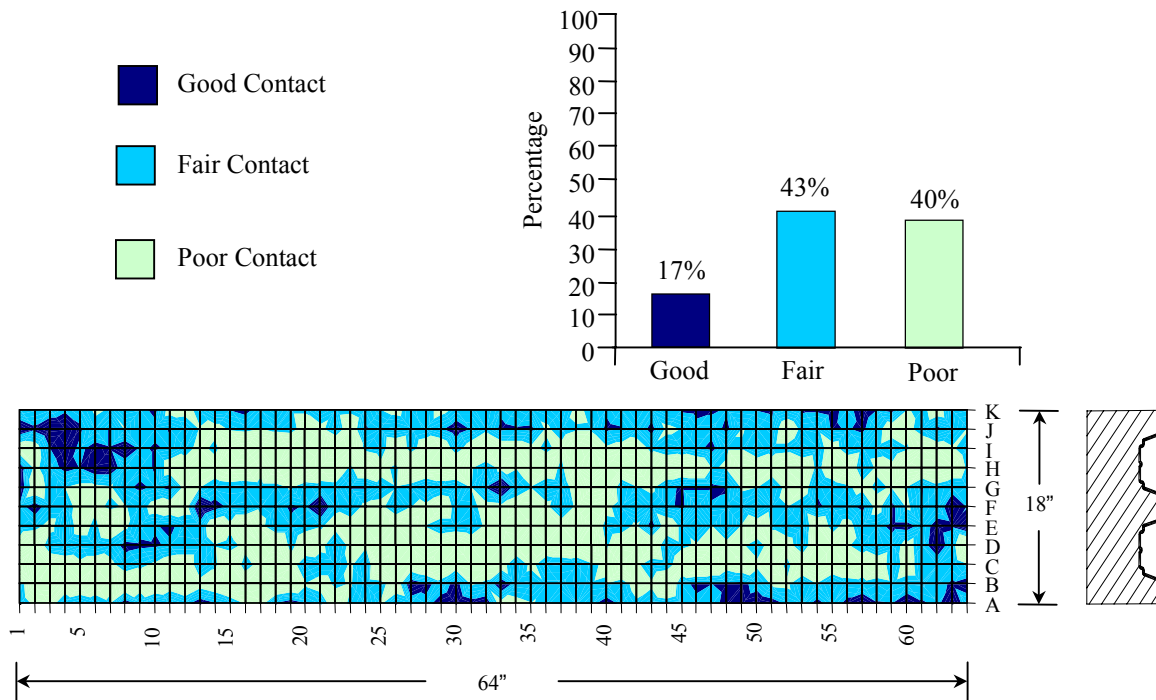 Good Contact
Fair Contact
Poor Contact
Percentage
100
90
80
70
60
50
40
30
20
10
0
17%
43%
40%
Good Fair Poor
K
J
I
H
G
F
E
D
C
B
A
18”
1 5 10 15 20 25 30 35 40 45 50 55 60
64”